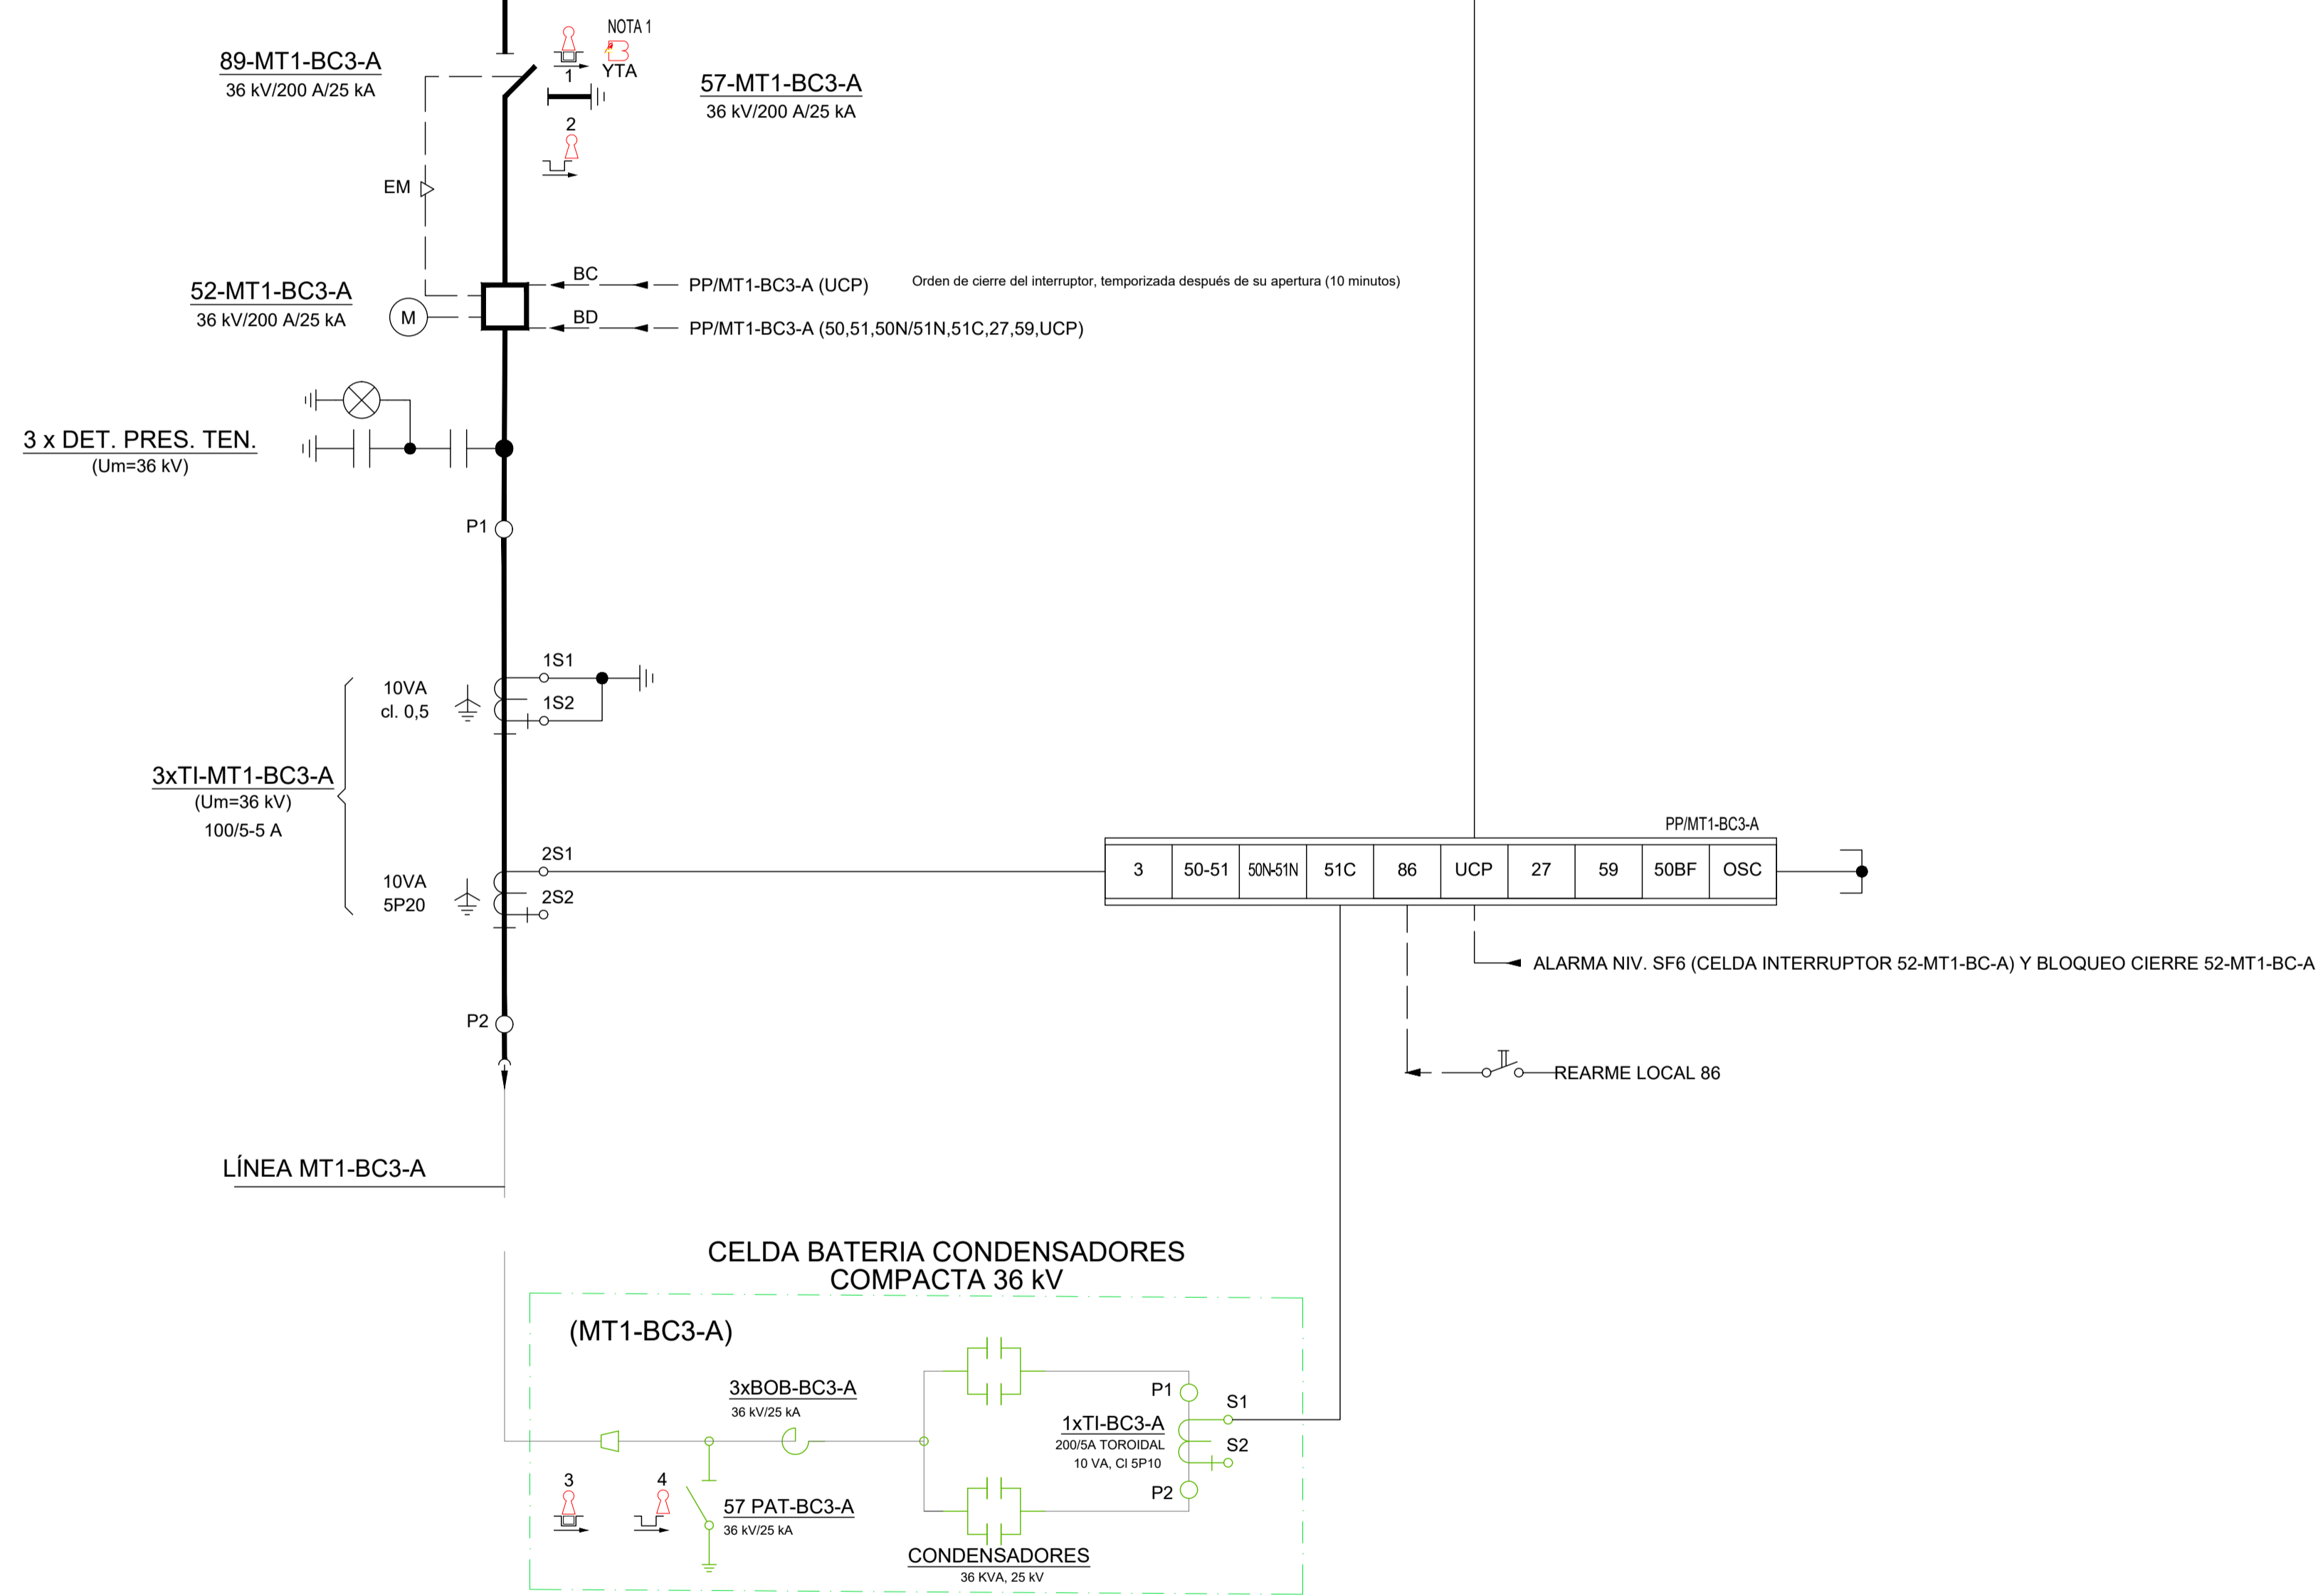 NOTA 1
89-MT1-BC3-A
36 kV/200 A/25 kA
1
YTA
57-MT1-BC3-A
36 kV/200 A/25 kA
2
EM
52-MT1-BC3-A
36 kV/200 A/25 kA
M
BC
PP/MT1-BC3-A (UCP)
Orden de cierre del interruptor, temporizada después de su apertura (10 minutos)
BD
PP/MT1-BC3-A (50,51,50N/51N,51C,27,59,UCP)
3 x DET. PRES. TEN.
(Um=36 kV)
P1
1S1
10VA
cl. 0,5
1S2
3xTI-MT1-BC3-A
(Um=36 kV)
100/5-5 A
2S1
10VA
5P20
2S2
PP/MT1-BC3-A
3 50-51 50N-51N 51C 86 UCP 27 59 50BF OSC
ALARMA NIV. SF6 (CELDA INTERRUPTOR 52-MT1-BC-A) Y BLOQUEO CIERRE 52-MT1-BC-A
P2
REARME LOCAL 86
LÍNEA MT1-BC3-A
CELDA BATERIA CONDENSADORES
COMPACTA 36 kV
(MT1-BC3-A)
3xBOB-BC3-A
36 kV/25 kA
P1
S1
1xTI-BC3-A
200/5A TOROIDAL
10 VA, Cl 5P10
S2
P2
3
4
57 PAT-BC3-A
36 kV/25 kA
CONDENSADORES
36 KVA, 25 kV